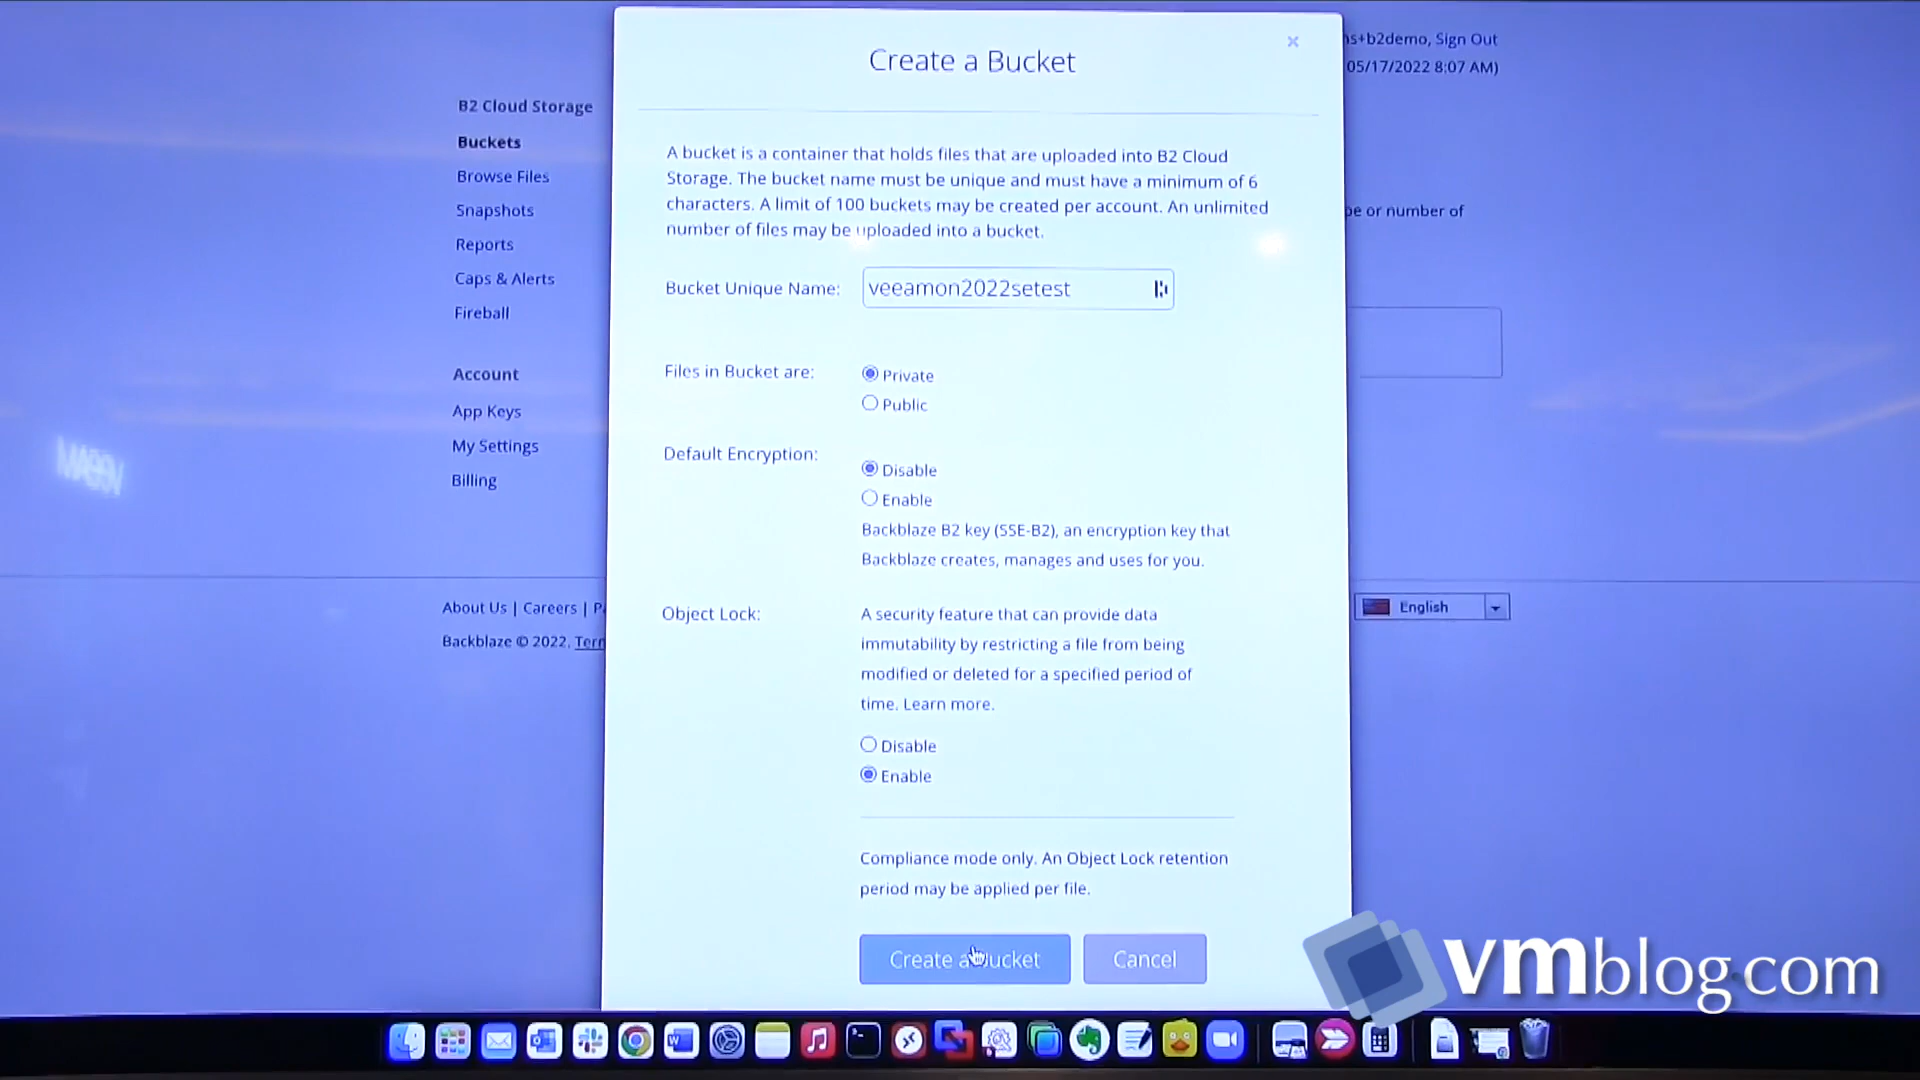 Create a Bucket
×
ns+b2demo, Sign Out
05/17/2022 8:07 AM)
B2 Cloud Storage
Buckets
Browse Files
Snapshots
Reports
Caps & Alerts
Fireball
Account
App Keys
My Settings
Billing
A bucket is a container that holds files that are uploaded into B2 Cloud
Storage. The bucket name must be unique and must have a minimum of 6
characters. A limit of 100 buckets may be created per account. An unlimited
number of files may be uploaded into a bucket.
pe or number of
Bucket Unique Name:
veeamon2022setest
Files in Bucket are:
Private
Public
Default Encryption:
Disable
Enable
Backblaze B2 key (SSE-B2), an encryption key that
Backblaze creates, manages and uses for you.
Object Lock:
A security feature that can provide data
immutability by restricting a file from being
modified or deleted for a specified period of
time. Learn more.
Disable
Enable
Compliance mode only. An Object Lock retention
period may be applied per file.
Create a Bucket
Cancel
About Us | Careers | P
Backblaze © 2022. Tern
English
vmblog.com